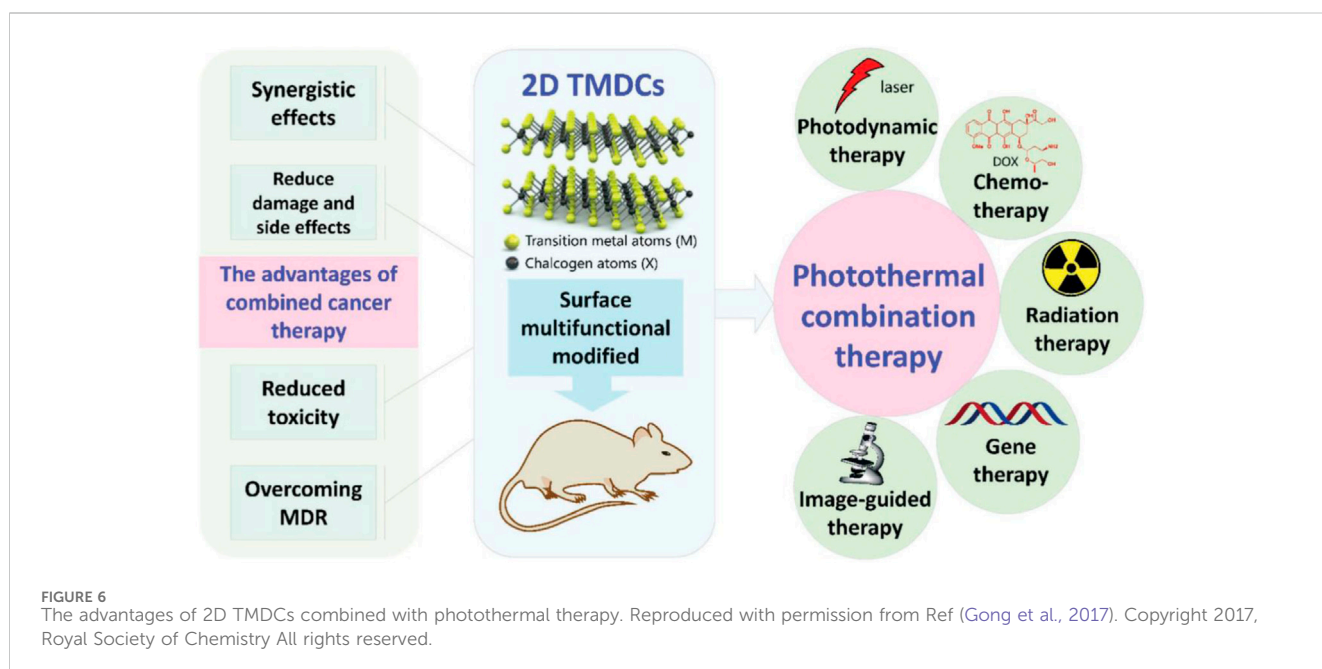 Synergistic
effects
Reduce
damage and
side effects
The advantages of
combined cancer
therapy
Reduced
toxicity
Overcoming
MDR
2D TMDCs
Transition metal atoms (M)
Chalcogen atoms (X)
Surface
multifunctional
modified
Photothermal
combination
therapy
laser
Photodynamic
therapy
DOX
Chemo-
therapy
Radiation
therapy
Gene
therapy
Image-guided
therapy
FIGURE 6
The advantages of 2D TMDCs combined with photothermal therapy. Reproduced with permission from Ref (Gong et al., 2017). Copyright 2017,
Royal Society of Chemistry All rights reserved.